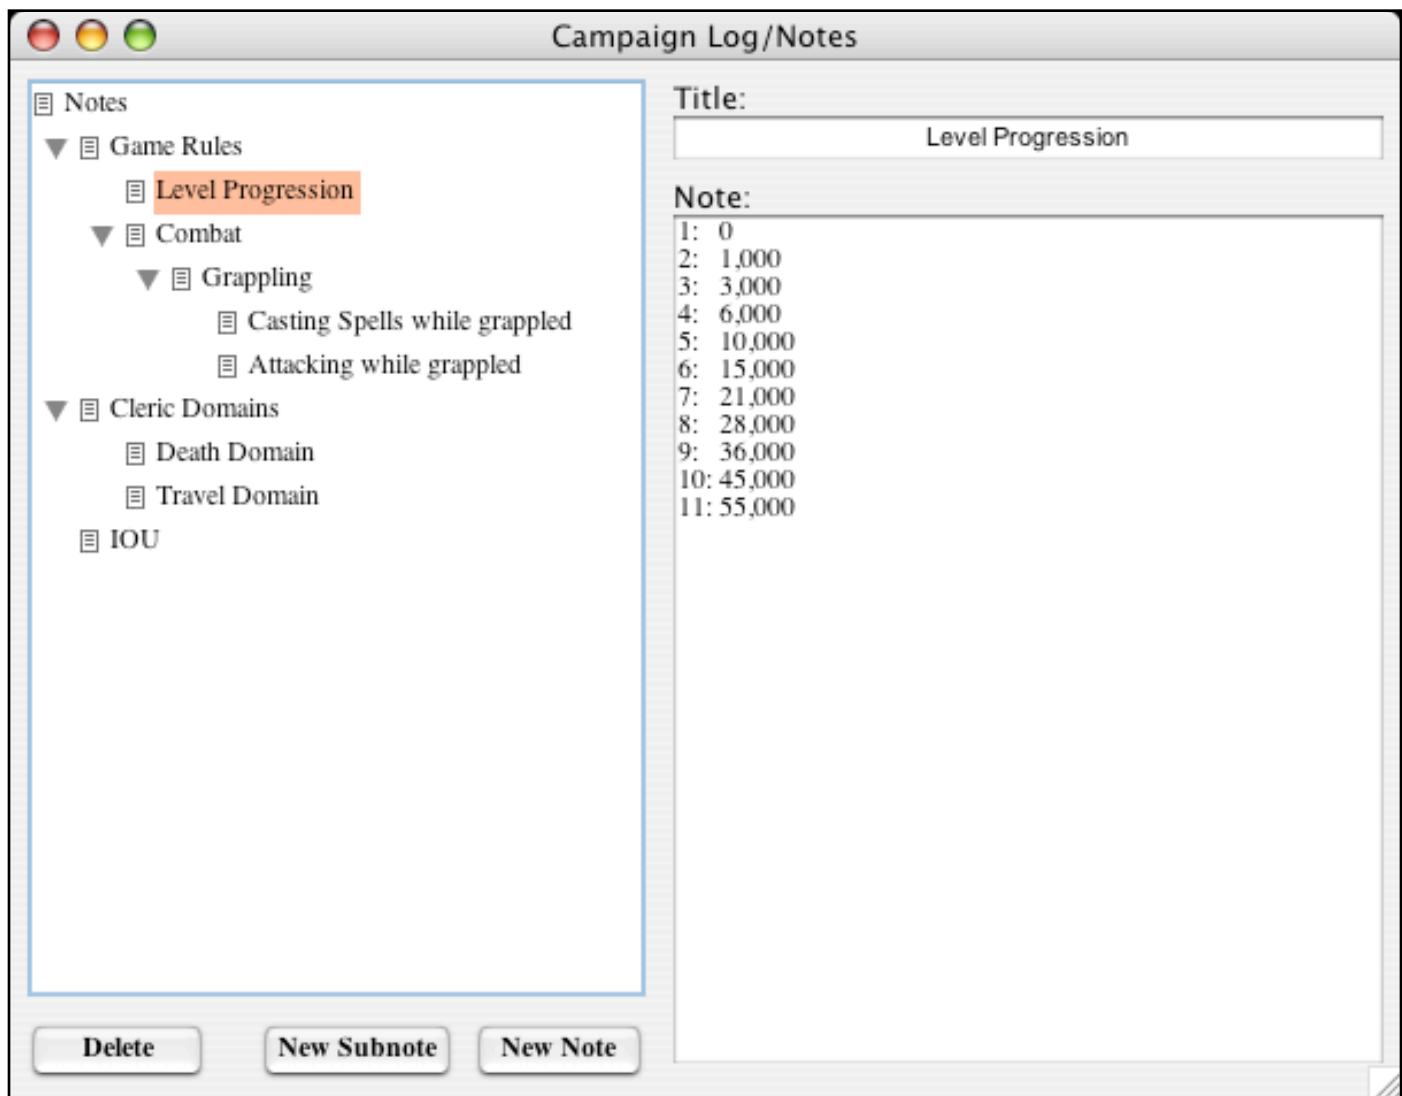 Campaign Log/Notes
Notes
Game Rules
Level Progression
Combat
Grappling
Casting Spells while grappled
Attacking while grappled
Cleric Domains
Death Domain
Travel Domain
IOU
Delete
New Subnote
New Note
Title:
Level Progression
Note:
1: 0
2: 1,000
3: 3,000
4: 6,000
5: 10,000
6: 15,000
7: 21,000
8: 28,000
9: 36,000
10: 45,000
11: 55,000